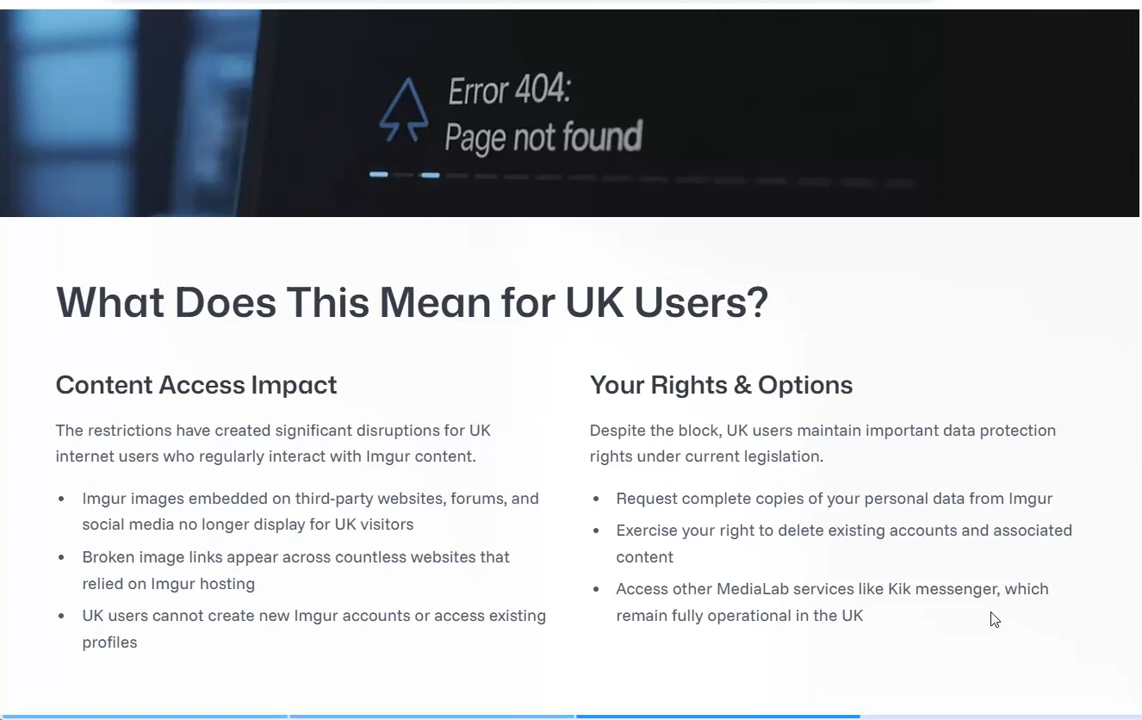 Error 404:
Page not found
What Does This Mean for UK Users?
Content Access Impact
The restrictions have created significant disruptions for UK
internet users who regularly interact with Imgur content.
• Imgur images embedded on third-party websites, forums, and
social media no longer display for UK visitors
• Broken image links appear across countless websites that
relied on Imgur hosting
• UK users cannot create new Imgur accounts or access existing
profiles
Your Rights & Options
Despite the block, UK users maintain important data protection
rights under current legislation.
• Request complete copies of your personal data from Imgur
• Exercise your right to delete existing accounts and associated
content
• Access other MediaLab services like Kik messenger, which
remain fully operational in the UK